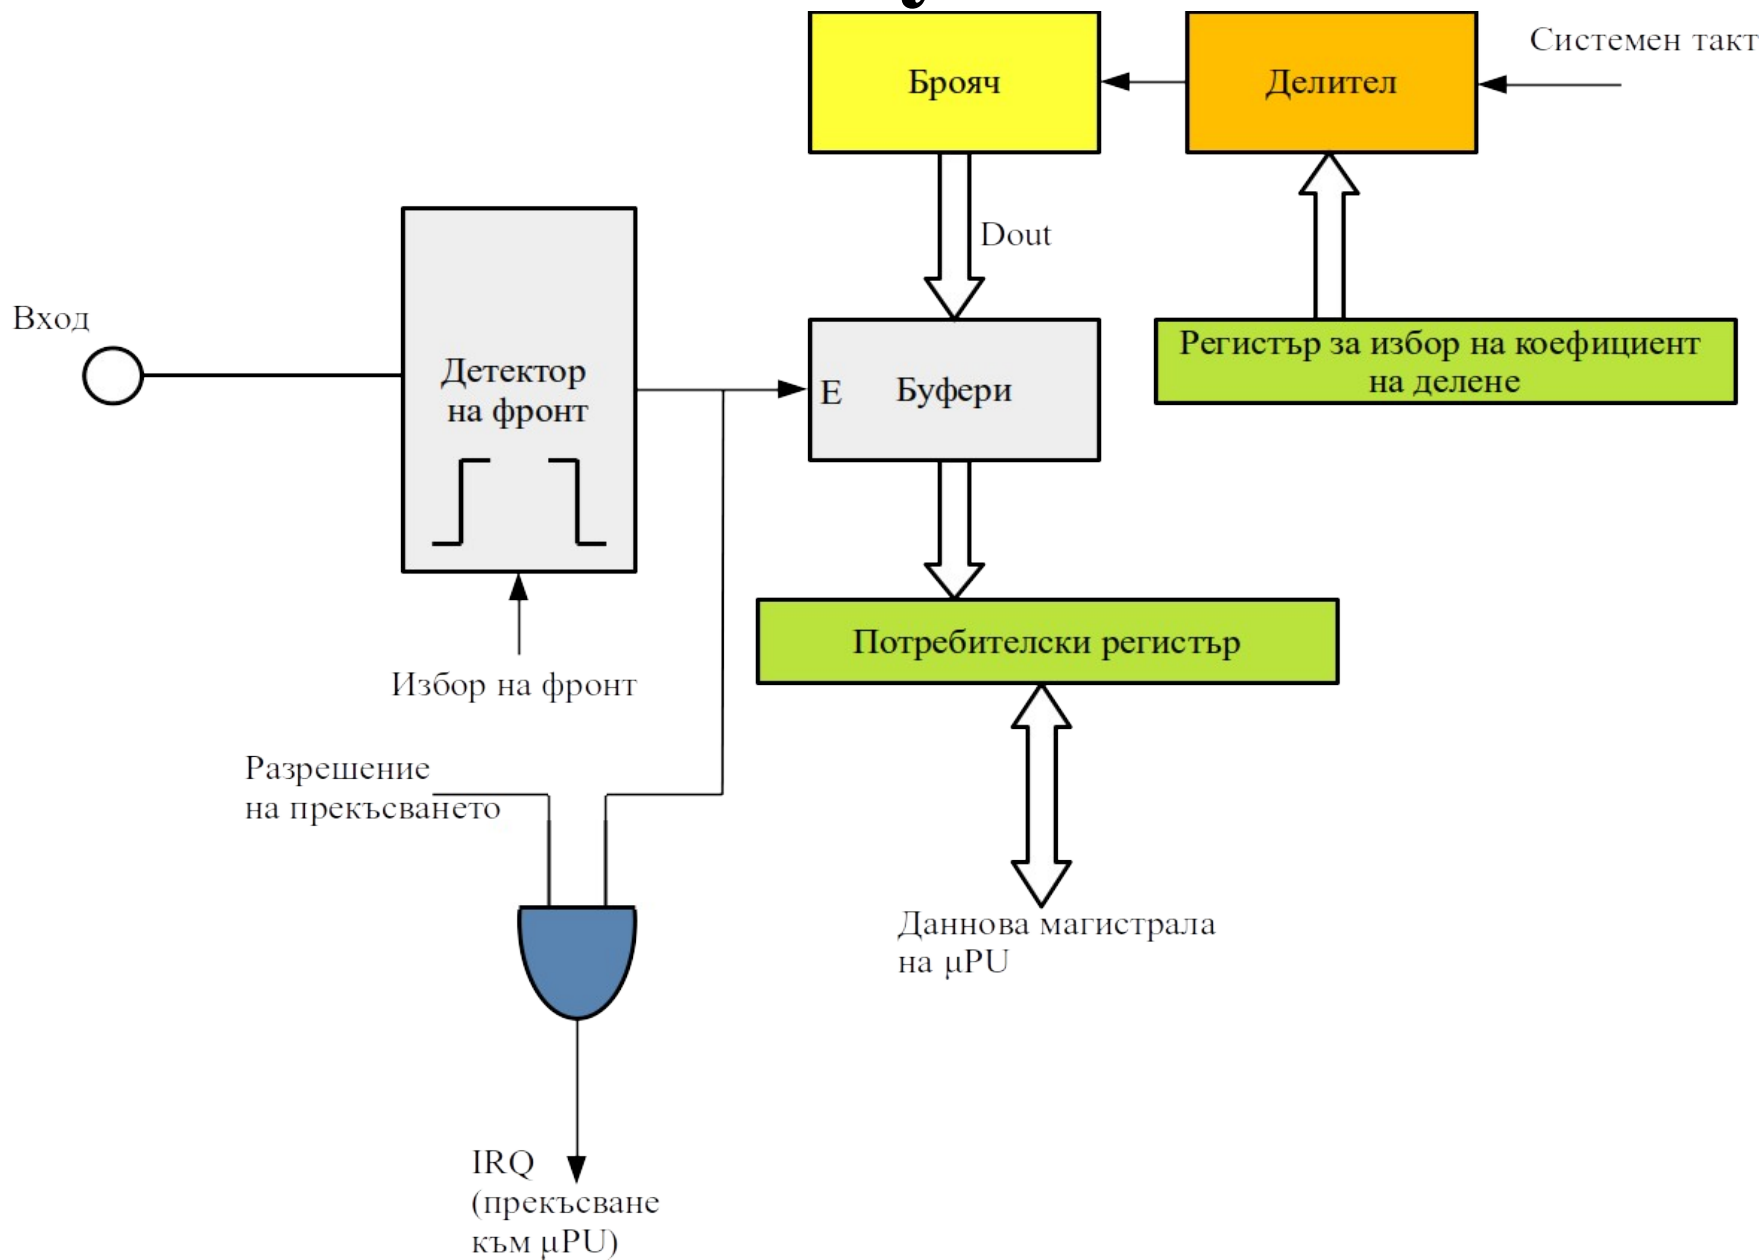 Системен такт
Брояч
Делител
Dout
Вход
Детектор
на фронт
E
Буфери
Регистър за избор на коефициент
на делене
Потребителски регистър
Избор на фронт
Разрешение
на прекъсването
Даннова магистрала
на μPU
IRQ
(прекъсване
към μPU)